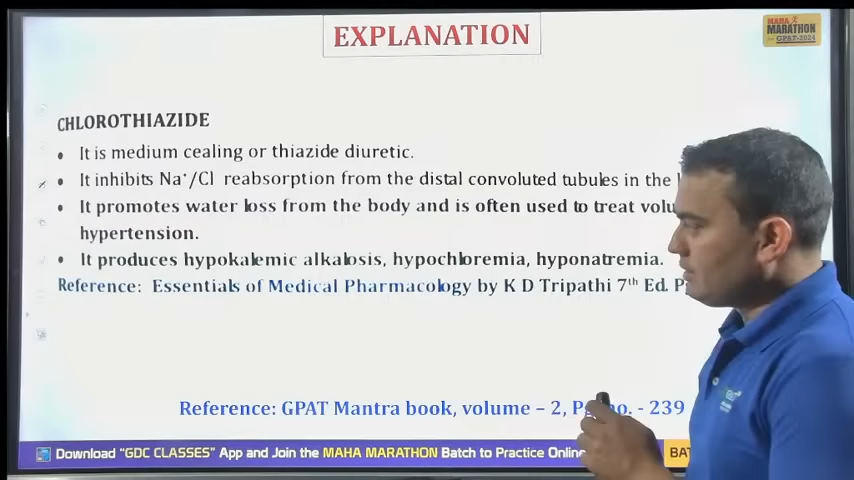 EXPLANATION
MAHA
MARATHON
GPAT-2024
CHLOROTHIAZIDE
• It is medium cealing or thiazide diuretic.
• It inhibits Na⁺/Cl reabsorption from the distal convoluted tubules in the
• It promotes water loss from the body and is often used to treat
hypertension.
• It produces hypokalemic alkalosis, hypochloremia, hyponatremia.
Reference: Essentials of Medical Pharmacology by K D Tripathi 7th Ed.
Reference: GPAT Mantra book, volume – 2, no. - 239
Download "GDC CLASSES" App and Join the MAHA MARATHON Batch to Practice Online